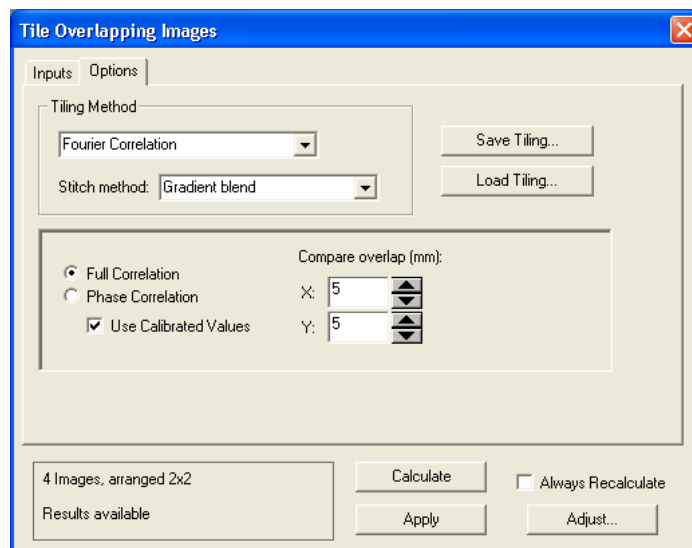 Tile Overlapping Images
Inputs Options
Tiling Method
Fourier Correlation
Stitch method: Gradient blend
Save Tiling...
Load Tiling...
Full Correlation
Phase Correlation
Use Calibrated Values
Compare overlap (mm):
X: 5
Y: 5
4 Images, arranged 2x2
Results available
Calculate
Apply
Always Recalculate
Adjust...